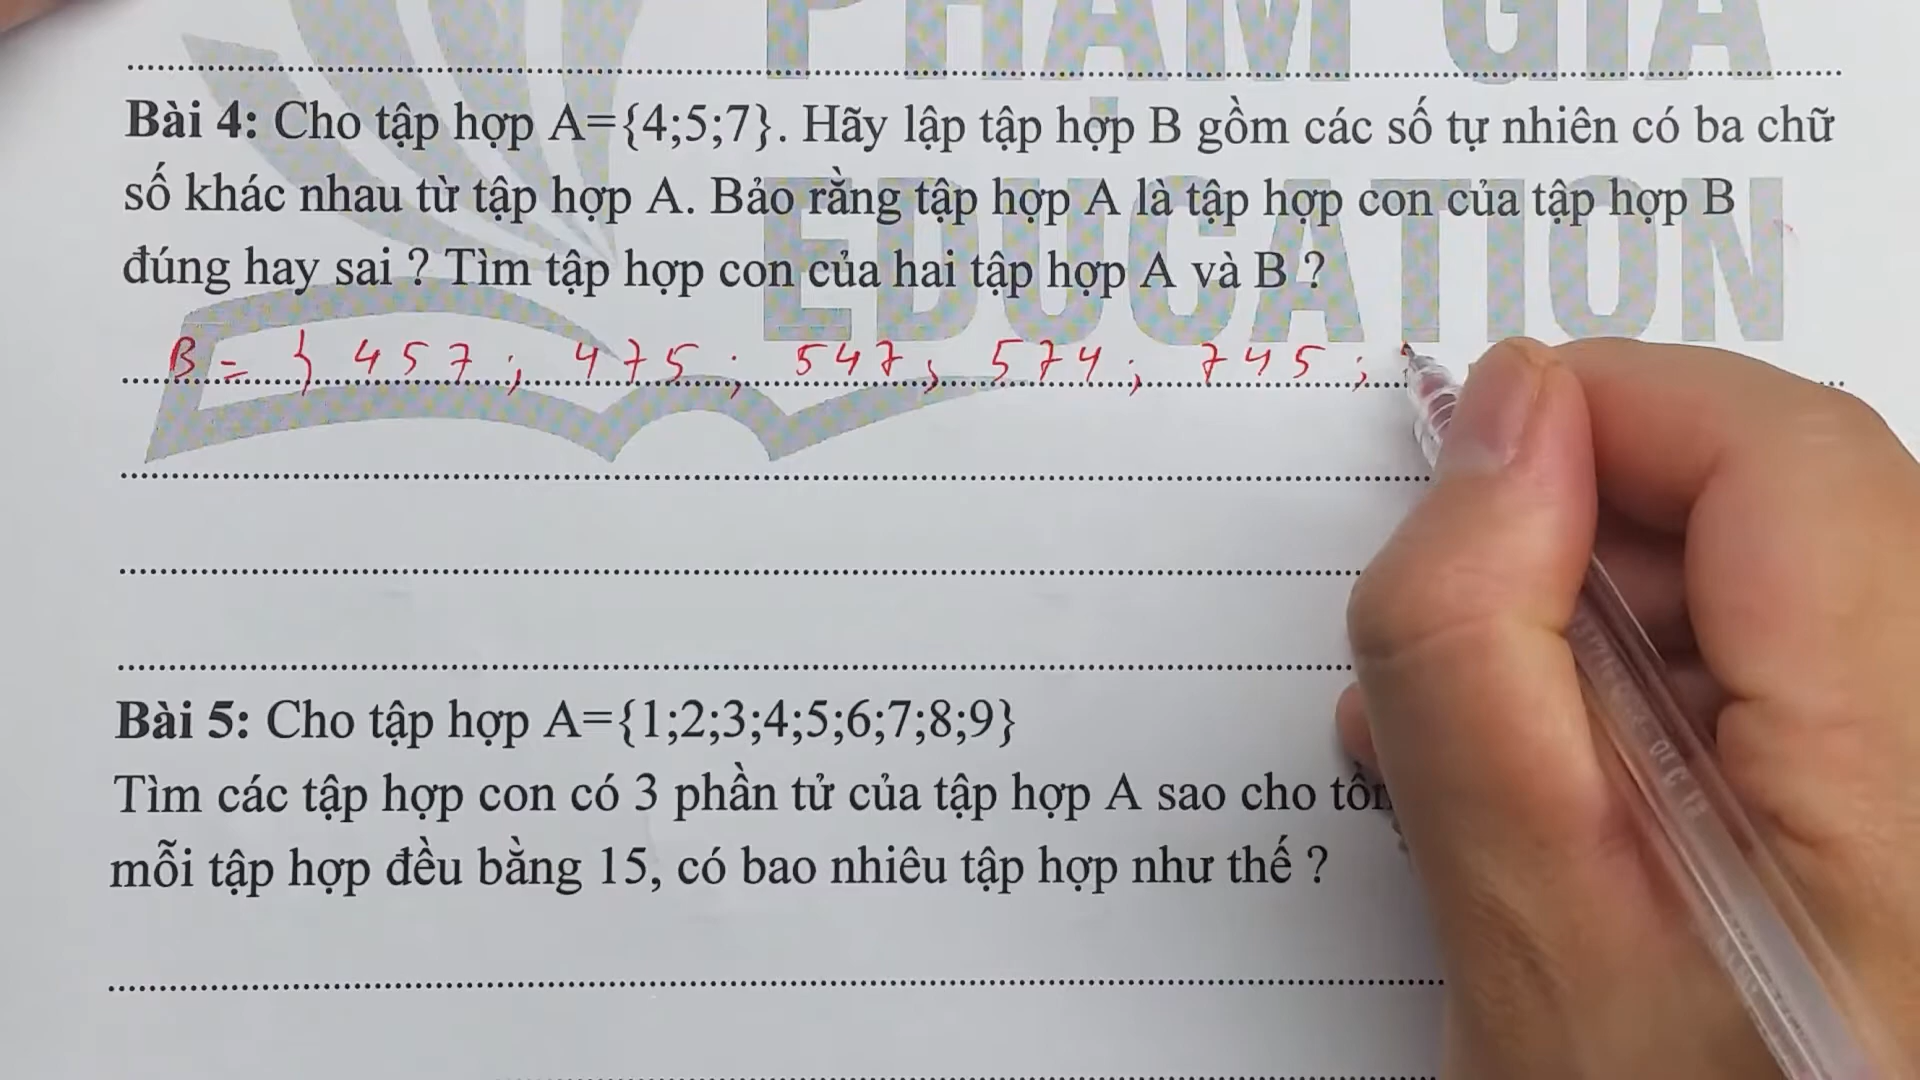 PHẠM GIA
EDUCATION
Bài 4: Cho tập hợp A={4;5;7}. Hãy lập tập hợp B gồm các số tự nhiên có ba chữ
số khác nhau từ tập hợp A. Bảo rằng tập hợp A là tập hợp con của tập hợp B
đúng hay sai ? Tìm tập hợp con của hai tập hợp A và B ?
B = { 457 ; 475 ; 547 ; 574 ; 745 ;
Bài 5: Cho tập hợp A={1;2;3;4;5;6;7;8;9}
Tìm các tập hợp con có 3 phần tử của tập hợp A sao cho
mỗi tập hợp đều bằng 15, có bao nhiêu tập hợp như thế ?